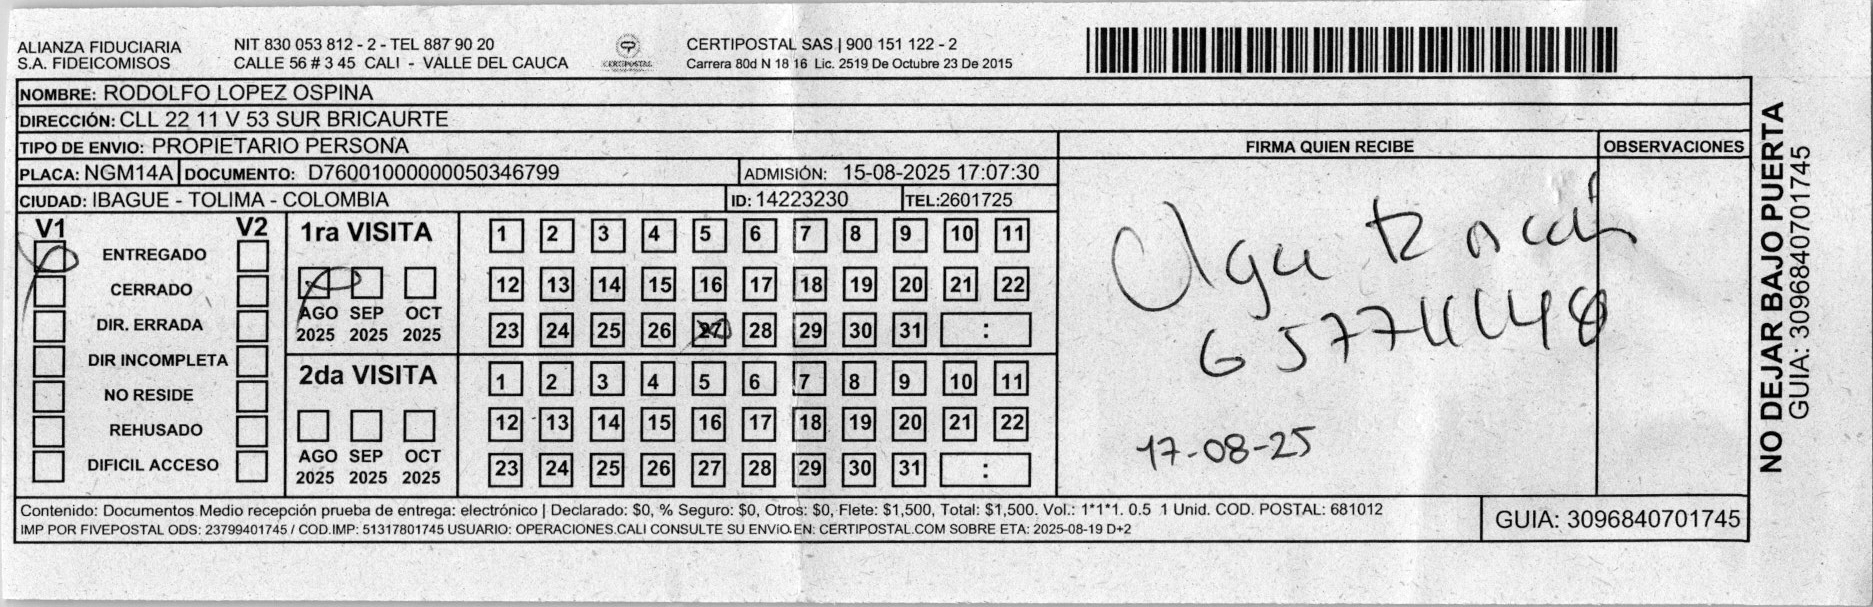 ALIANZA FIDUCIARIA
S.A. FIDEICOMISOS
NIT 830 053 812 - 2 - TEL 887 90 20
CALLE 56 # 3 45 CALI - VALLE DEL CAUCA
CERTIPOSTAL
CERTIPOSTAL SAS | 900 151 122 - 2
Carrera 80d N 18 16 Lic. 2519 De Octubre 23 De 2015
NOMBRE: RODOLFO LOPEZ OSPINA
DIRECCIÓN: CLL 22 11 V 53 SUR BRICAURTE
TIPO DE ENVIO: PROPIETARIO PERSONA
PLACA: NGM14A DOCUMENTO: D76001000000050346799 ADMISIÓN: 15-08-2025 17:07:30
CIUDAD: IBAGUE - TOLIMA - COLOMBIA ID: 14223230 TEL:2601725
V1 V2
ENTREGADO
CERRADO
DIR. ERRADA
DIR INCOMPLETA
NO RESIDE
REHUSADO
DIFICIL ACCESO
1ra VISITA
AGO SEP OCT
2025 2025 2025
1 2 3 4 5 6 7 8 9 10 11
12 13 14 15 16 17 18 19 20 21 22
23 24 25 26 27 28 29 30 31 :
2da VISITA
AGO SEP OCT
2025 2025 2025
1 2 3 4 5 6 7 8 9 10 11
12 13 14 15 16 17 18 19 20 21 22
23 24 25 26 27 28 29 30 31 :
FIRMA QUIEN RECIBE
Olga
17-08-25
OBSERVACIONES
NO DEJAR BAJO PUERTA
GUIA: 3096840701745
Contenido: Documentos Medio recepción prueba de entrega: electrónico | Declarado: $0, % Seguro: $0, Otros: $0, Flete: $1,500, Total: $1,500. Vol.: 1*1*1. 0.5 1 Unid. COD. POSTAL: 681012
IMP POR FIVEPOSTAL ODS: 23799401745 / COD.IMP: 51317801745 USUARIO: OPERACIONES.CALI CONSULTE SU ENVIO EN: CERTIPOSTAL.COM SOBRE ETA: 2025-08-19 D+2
GUIA: 3096840701745